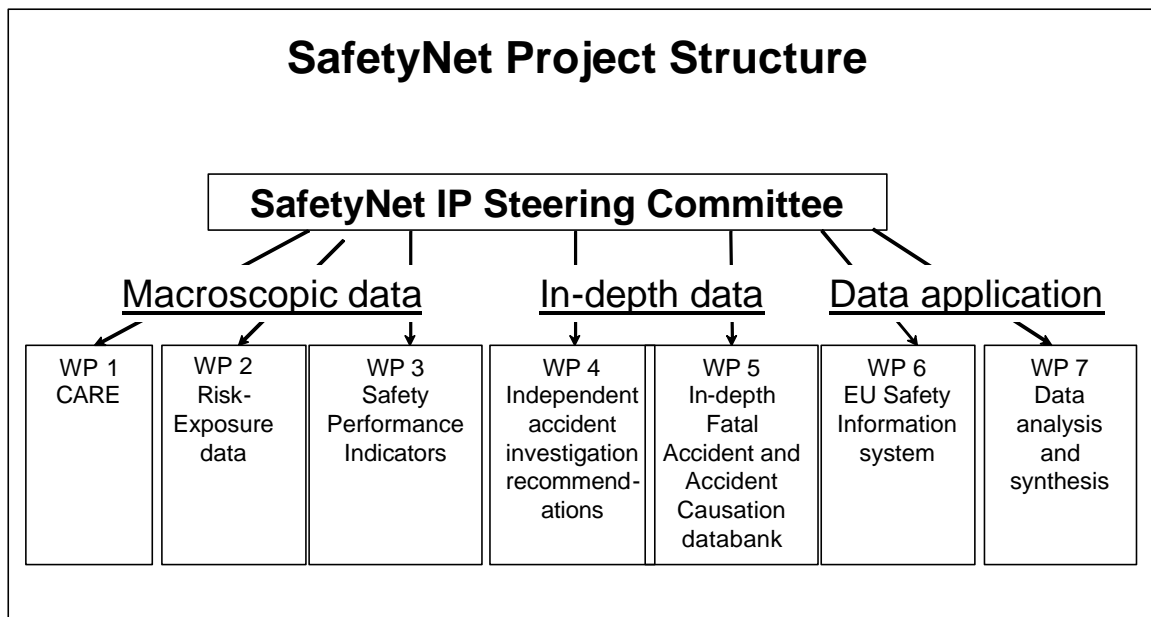 SafetyNet Project Structure
SafetyNet IP Steering Committee
Macroscopic data
In-depth data
Data application
WP 1
CARE
WP 2
Risk-
Exposure
data
WP 3
Safety
Performance
Indicators
WP 4
Independent
accident
investigation
recommend-
ations
WP 5
In-depth
Fatal
Accident and
Accident
Causation
databank
WP 6
EU Safety
Information
system
WP 7
Data
analysis
and
synthesis